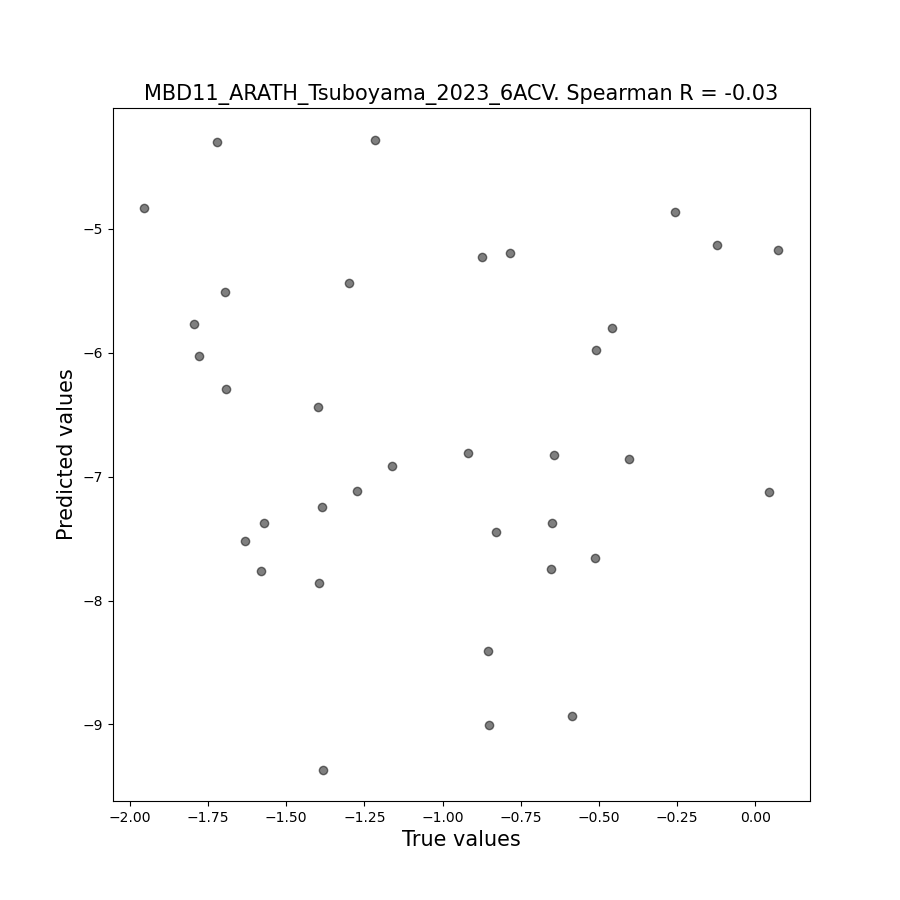 MBD11_ARATH_Tsuboyama_2023_6ACV. Spearman R = -0.03
Predicted values
−5
−6
−7
−8
−9
−2.00 −1.75 −1.50 −1.25 −1.00 −0.75 −0.50 −0.25 0.00
True values